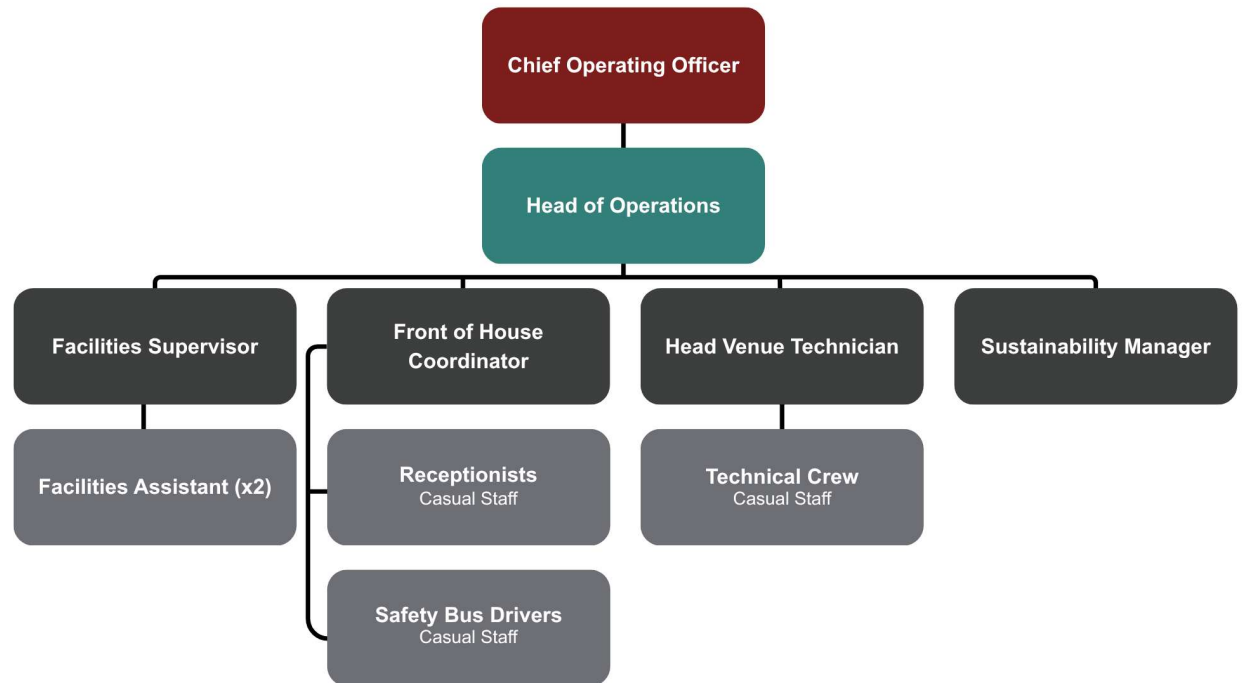 Chief Operating Officer
Head of Operations
Facilities Supervisor
Front of House
Coordinator
Head Venue Technician
Sustainability Manager
Facilities Assistant (x2)
Receptionists
Casual Staff
Technical Crew
Casual Staff
Safety Bus Drivers
Casual Staff